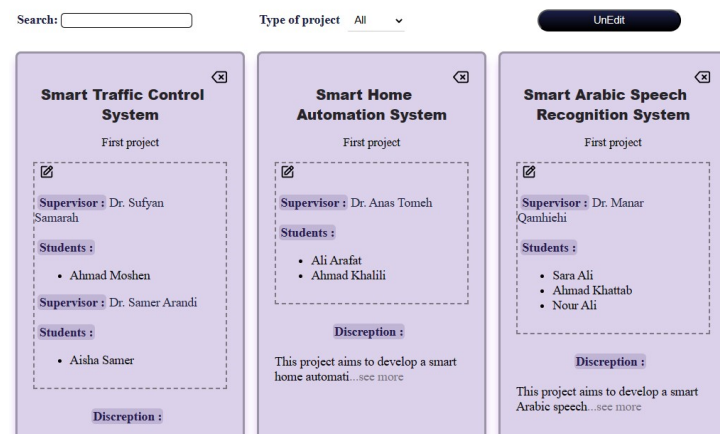 Search:
Type of project All
UnEdit
Smart Traffic Control
System
First project
Supervisor : Dr. Sufyan
Samarah
Students :
Ahmad Moshen
Supervisor : Dr. Samer Arandi
Students :
Aisha Samer
Discreption :
Smart Home
Automation System
First project
Supervisor : Dr. Anas Tomeh
Students :
Ali Arafat
Ahmad Khalili
Discreption :
This project aims to develop a smart
home automati...see more
Smart Arabic Speech
Recognition System
First project
Supervisor : Dr. Manar
Qamhiehi
Students :
Sara Ali
Ahmad Khattab
Nour Ali
Discreption :
This project aims to develop a smart
Arabic speech...see more